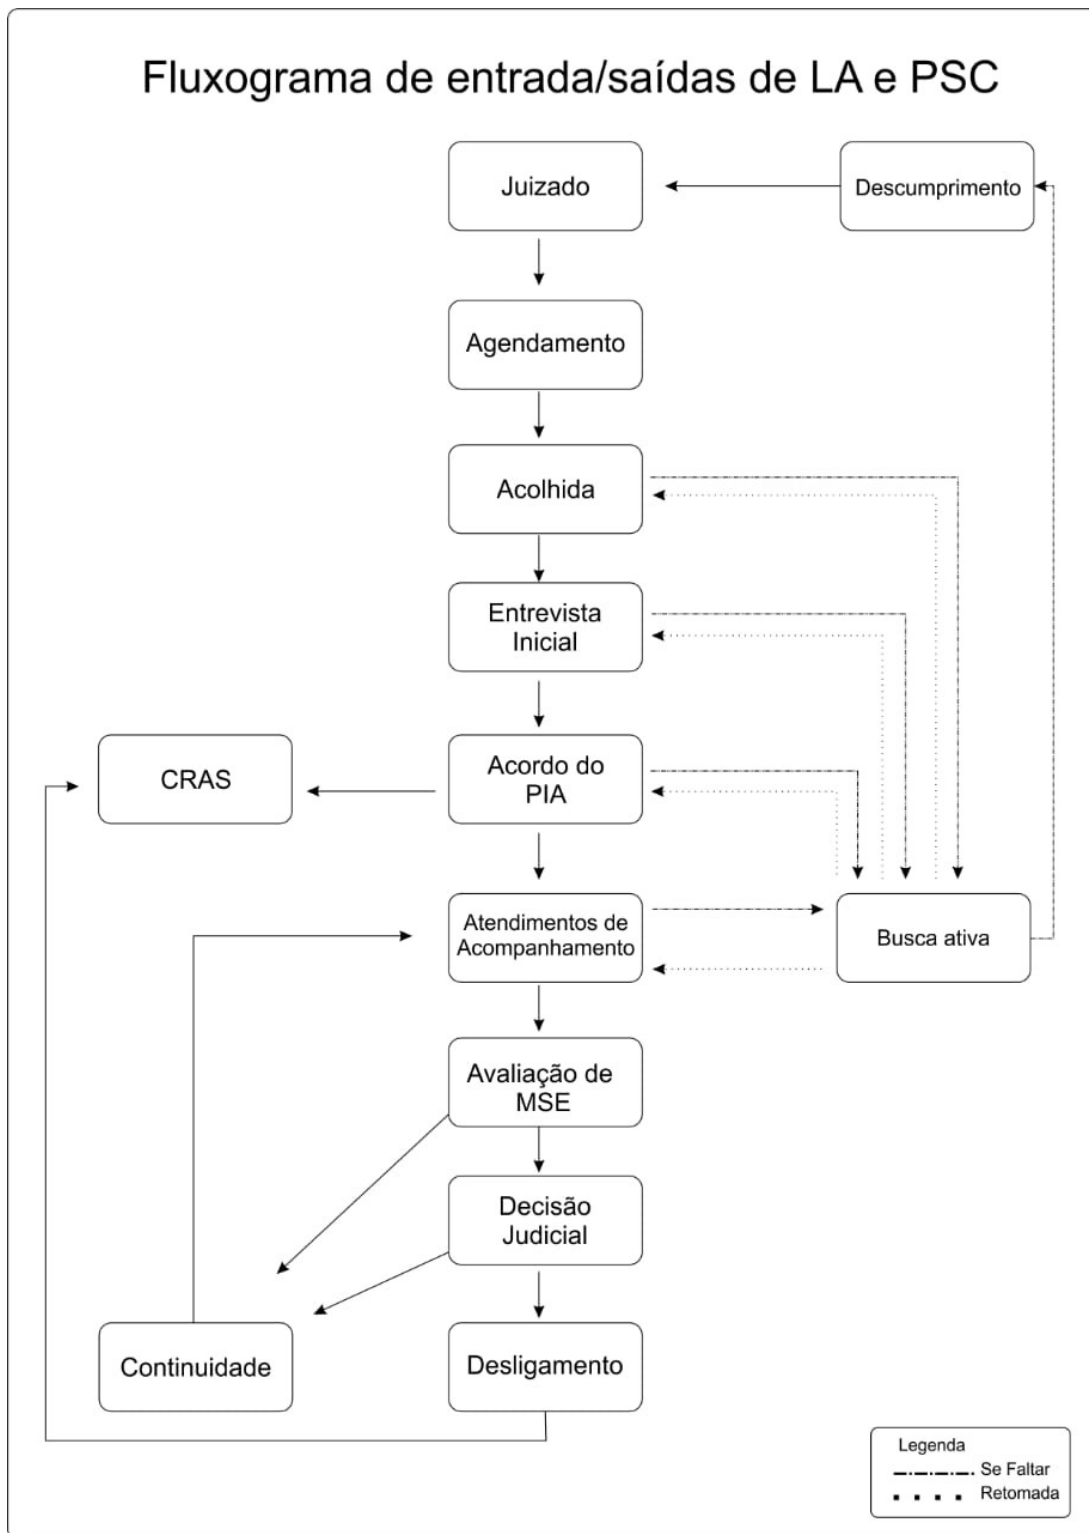 Fluxograma de entrada/saídas de LA e PSC
Juizado
Descumprimento
Agendamento
Acolhida
Entrevista
Inicial
CRAS
Acordo do
PIA
Atendimentos de
Acompanhamento
Busca ativa
Avaliação de
MSE
Decisão
Judicial
Continuidade
Desligamento
Legenda
Se Faltar
Retomada